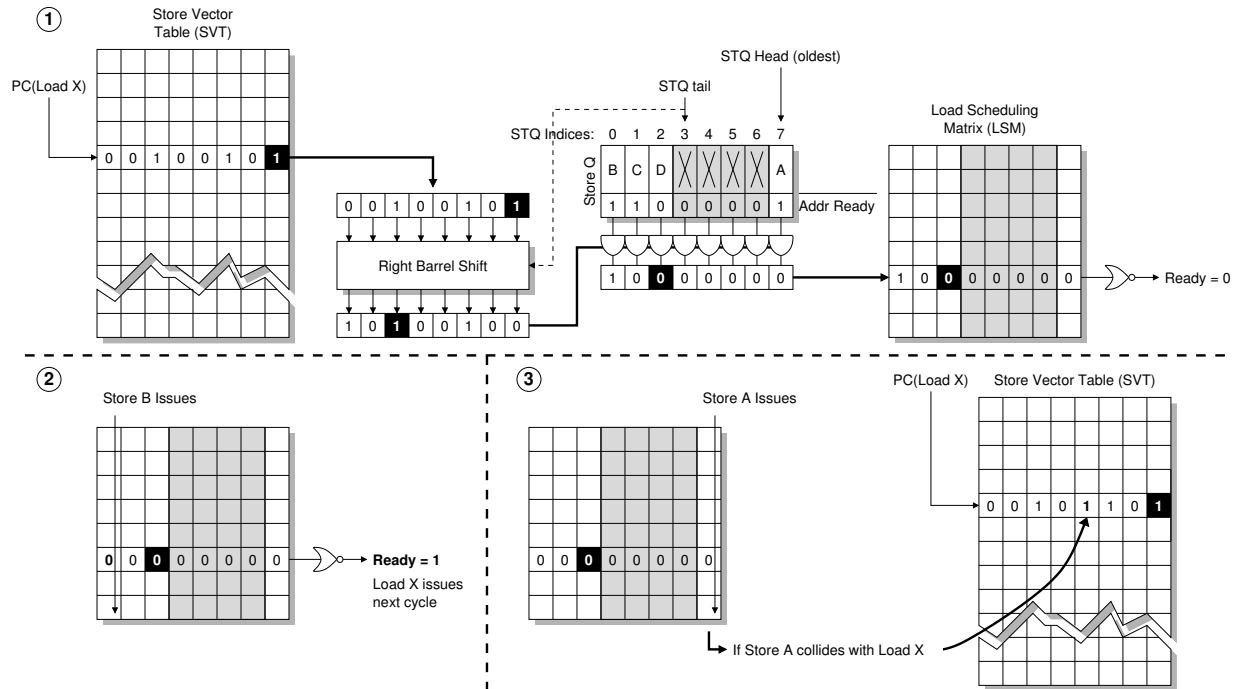 1
Store Vector
Table (SVT)
PC(Load X)
0 0 1 0 0 1 0 1
0 0 1 0 0 1 0 1
Right Barrel Shift
1 0 1 0 0 1 0 0
STQ Head (oldest)
STQ tail
STQ Indices: 0 1 2 3 4 5 6 7
Store Q
B C D A
1 1 0 0 0 0 0 1 Addr Ready
1 0 0 0 0 0 0 0
Load Scheduling
Matrix (LSM)
1 0 0 0 0 0 0 0
Ready = 0
2
Store B Issues
0 0 0 0 0 0 0 0
Ready = 1
Load X issues
next cycle
3
Store A Issues
0 0 0 0 0 0 0 0
If Store A collides with Load X
PC(Load X)
Store Vector Table (SVT)
0 0 1 0 1 1 0 1